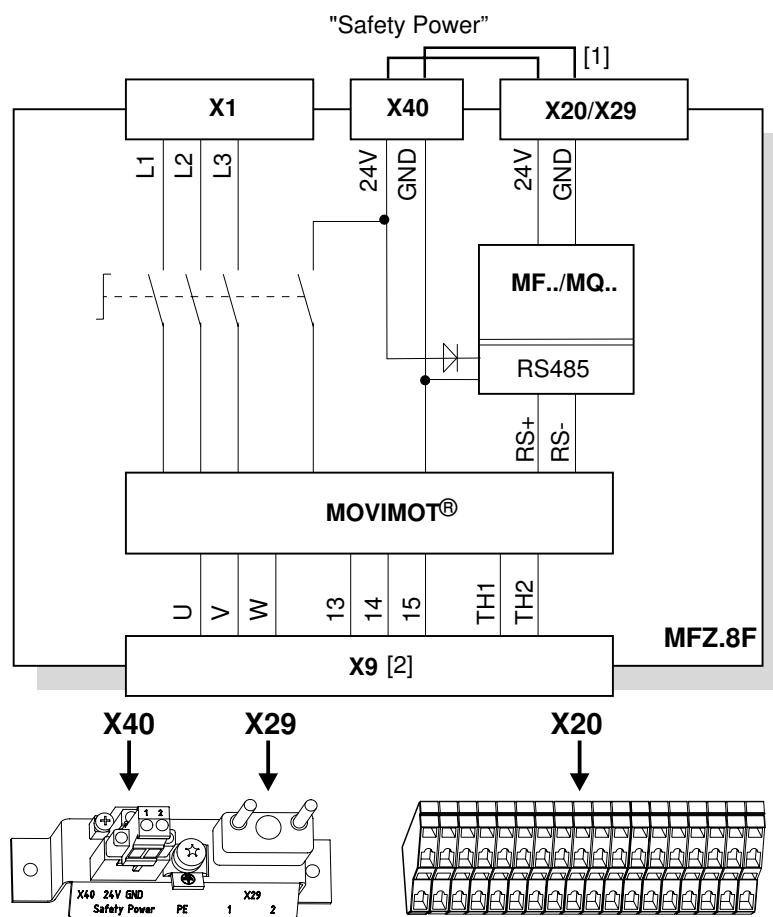 "Safety Power”
[1]
X1
X40
X20/X29
L1
L2
L3
24V
GND
24V
GND
MF../MQ..
RS485
RS+
RS-
MOVIMOT®
U
V
W
13
14
15
TH1
TH2
MFZ.8F
X9 [2]
X40
X29
X20
1 2
X40 24V GND X29
Safety Power PE 1 2